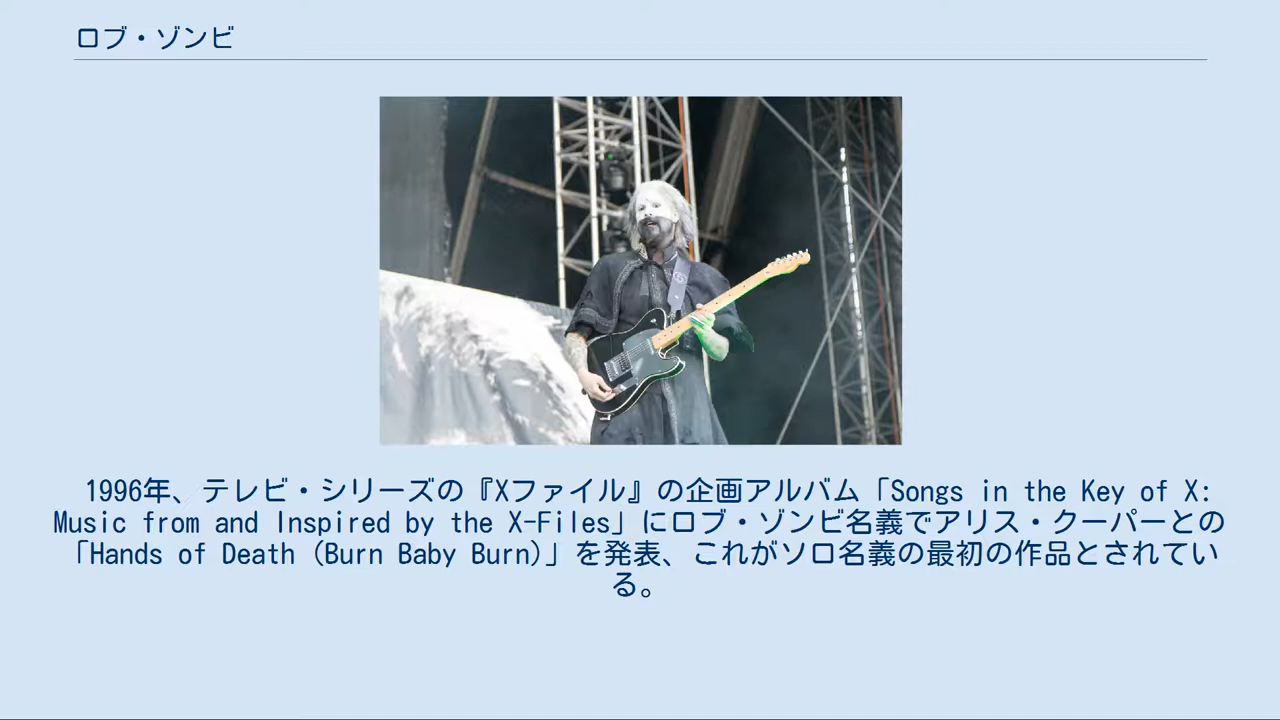 ロブ・ゾンビ
1996年、テレビ・シリーズの『Xファイル』の企画アルバム「Songs in the Key of X:
Music from and Inspired by the X-Files」にロブ・ゾンビ名義でアリス・クーパーとの
「Hands of Death (Burn Baby Burn)」を発表、これがソロ名義の最初の作品とされてい
る。